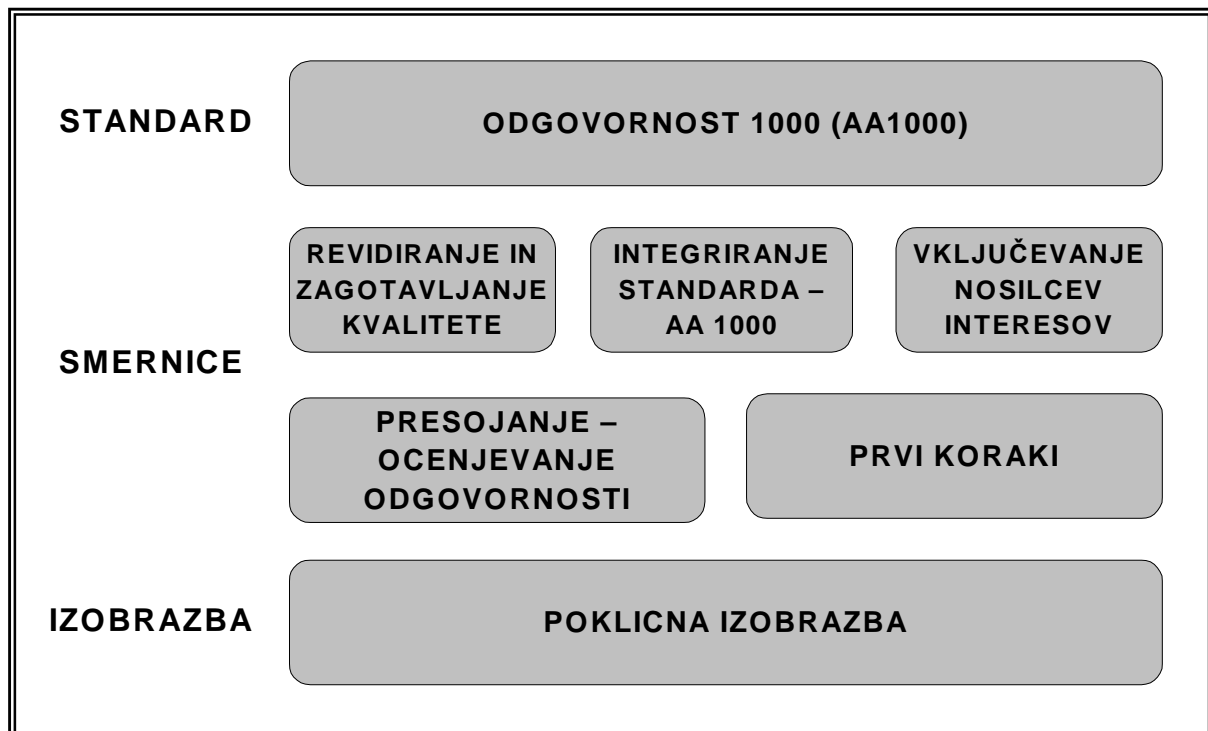 STANDARD
ODGOVORNOST 1000 (AA1000)
REVIDIRANJE IN
ZAGOTAVLJANJE
KVALITETE
INTEGRIRANJE
STANDARDA –
AA 1000
VKLJUČEVANJE
NOSILCEV
INTERESOV
SMERNICE
PRESOJANJE –
OCENJEVANJE
ODGOVORNOSTI
PRVI KORAKI
IZOBRAZBA
POKLICNA IZOBRAZBA